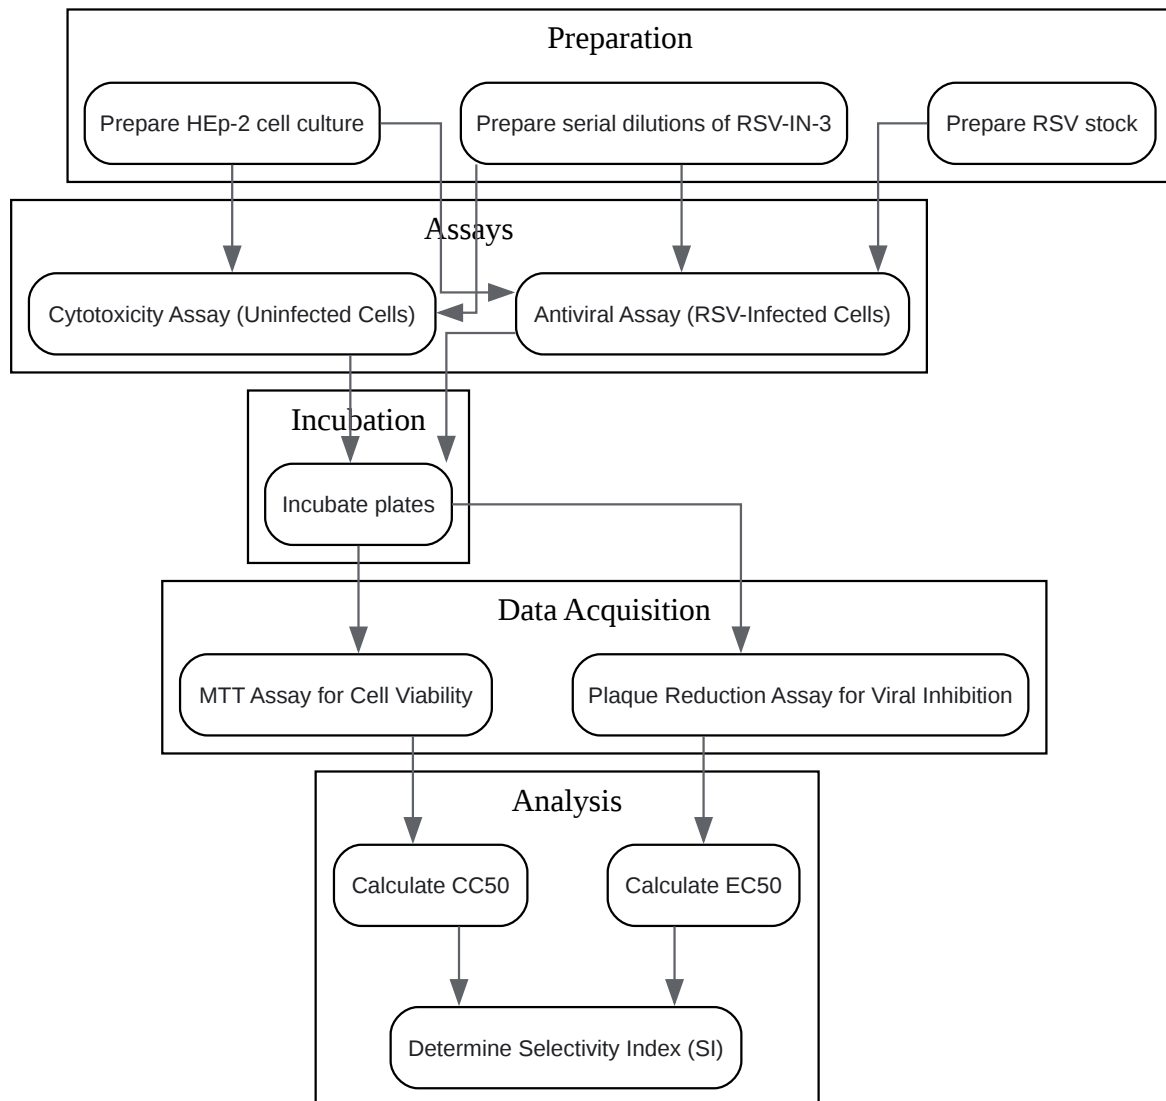 Preparation
Prepare HEp-2 cell culture
Prepare serial dilutions of RSV-IN-3
Prepare RSV stock
Assays
Cytotoxicity Assay (Uninfected Cells)
Antiviral Assay (RSV-Infected Cells)
Incubation
Incubate plates
Data Acquisition
MTT Assay for Cell Viability
Plaque Reduction Assay for Viral Inhibition
Analysis
Calculate CC50
Calculate EC50
Determine Selectivity Index (SI)